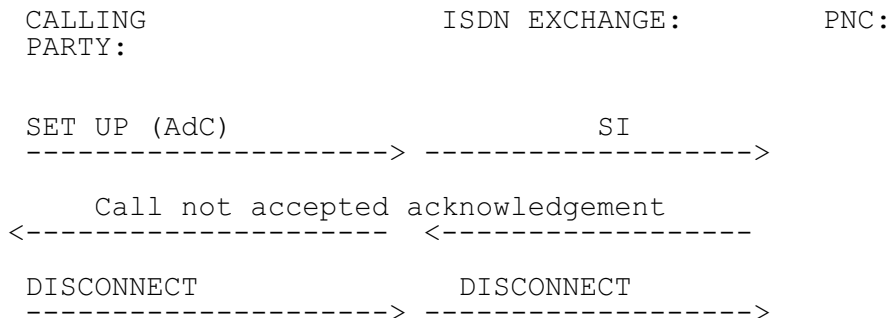 CALLING ISDN EXCHANGE: PNC:
PARTY:
SET UP (AdC) SI
---------------------> ------------------->
Call not accepted acknowledgement
<--------------------- <------------------
DISCONNECT DISCONNECT
---------------------> ------------------->